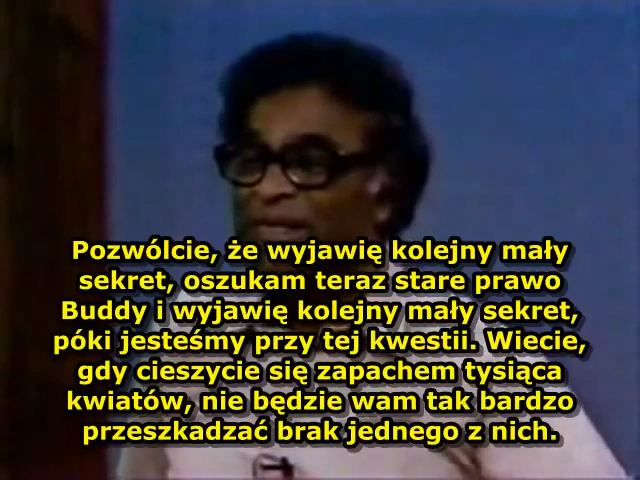 Pozwólcie, że wyjawię kolejny mały
sekret, oszukam teraz stare prawo
Buddy i wyjawię kolejny mały sekret,
póki jesteśmy przy tej kwestii. Wiecie,
gdy cieszycie się zapachem tysiąca
kwiatów, nie będzie wam tak bardzo
przeszkadzać brak jednego z nich.